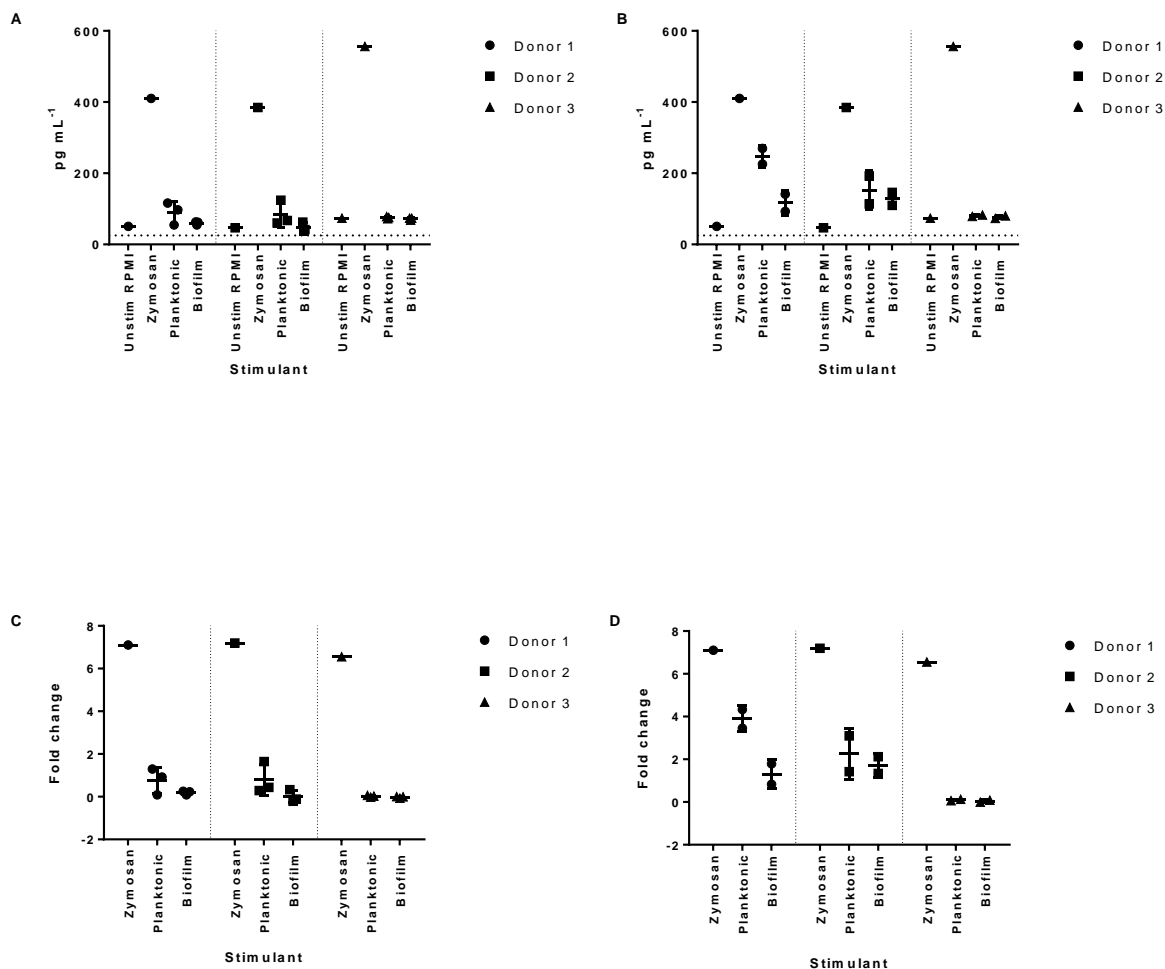 A
600
400
200
0
pg mL-1
Unstim RPMI
Zymosan
Planktonic
Biofilm
Unstim RPMI
Zymosan
Planktonic
Biofilm
Unstim RPMI
Zymosan
Planktonic
Biofilm
Stimulant
Donor 1
Donor 2
Donor 3
B
600
400
200
0
pg mL-1
Unstim RPMI
Zymosan
Planktonic
Biofilm
Unstim RPMI
Zymosan
Planktonic
Biofilm
Unstim RPMI
Zymosan
Planktonic
Biofilm
Stimulant
Donor 1
Donor 2
Donor 3
C
8
6
4
2
0
-2
Fold change
Zymosan
Planktonic
Biofilm
Zymosan
Planktonic
Biofilm
Zymosan
Planktonic
Biofilm
Stimulant
Donor 1
Donor 2
Donor 3
D
8
6
4
2
0
-2
Fold change
Zymosan
Planktonic
Biofilm
Zymosan
Planktonic
Biofilm
Zymosan
Planktonic
Biofilm
Stimulant
Donor 1
Donor 2
Donor 3